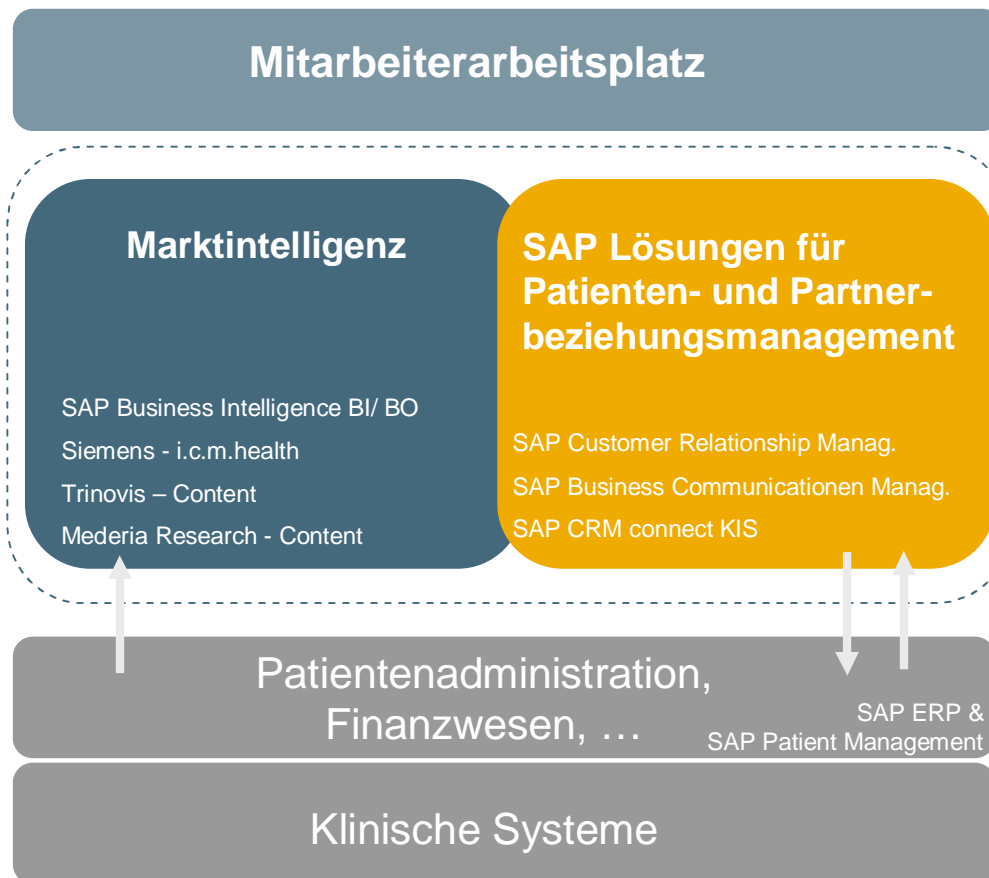 Mitarbeiterarbeitsplatz
Marktintelligenz
SAP Business Intelligence BI/ BO
Siemens - i.c.m.health
Trinovis – Content
Mederia Research - Content
SAP Lösungen für
Patienten- und Partner-
beziehungsmanagement
SAP Customer Relationship Manag.
SAP Business Communicationen Manag.
SAP CRM connect KIS
Patientenadministration,
Finanzwesen, …
SAP ERP &
SAP Patient Management
Klinische Systeme